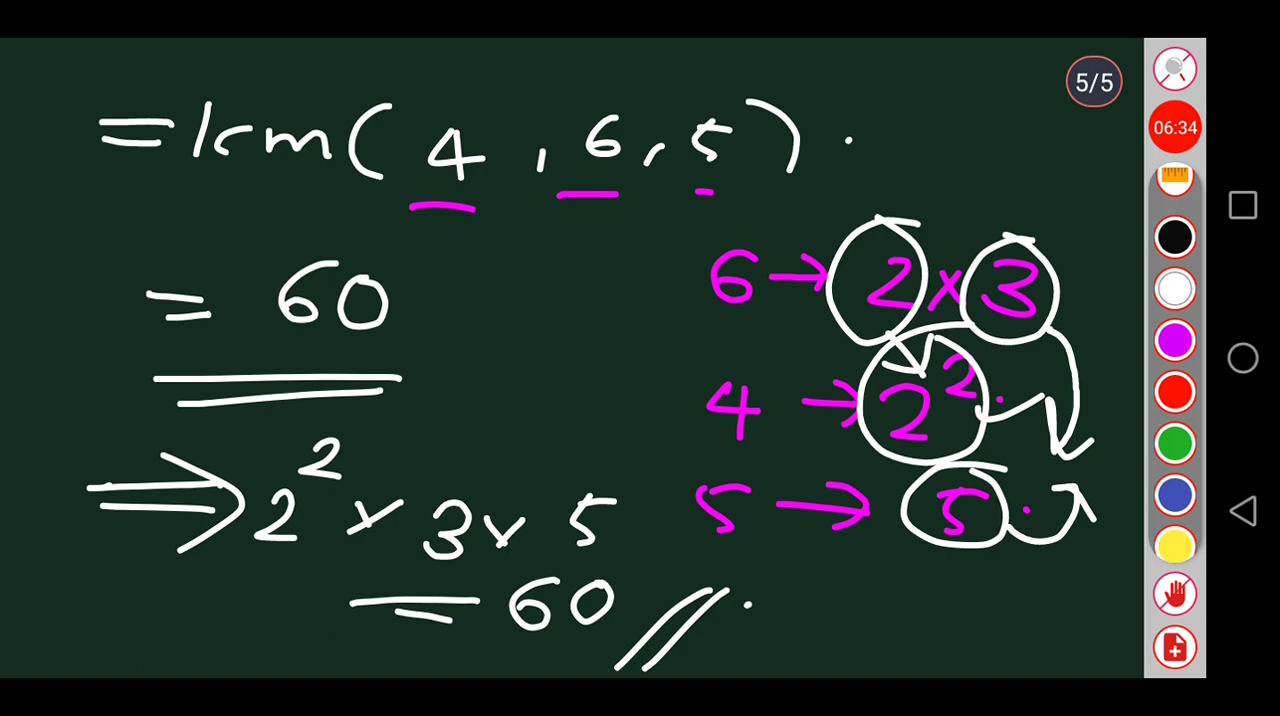 5/5
= lcm( 4 , 6 , 5 ) .
06:34
6 → 2 × 3
= 60
4 → 2² .
⇒ 2² × 3 × 5
5 → 5 .
= 60 // .